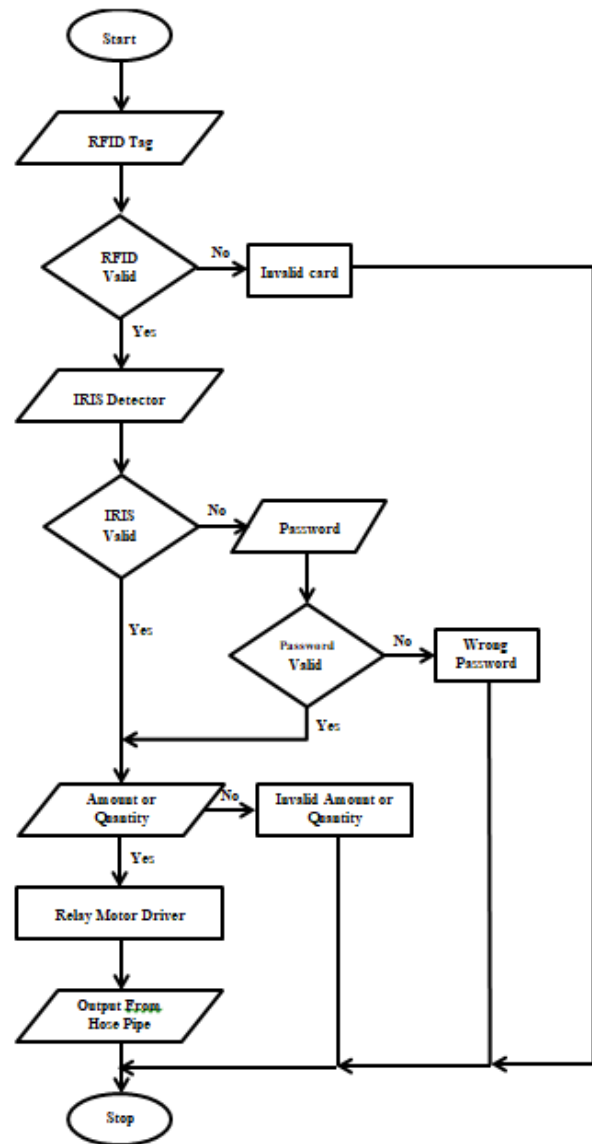 Start
RFID Tag
RFID
Valid
No
Invalid card
Yes
IRIS Detector
IRIS
Valid
No
Password
Yes
Password
Valid
No
Wrong
Password
Yes
Amount or
Quantity
No
Invalid Amount or
Quantity
Yes
Relay Motor Driver
Output From
Hose Pipe
Stop